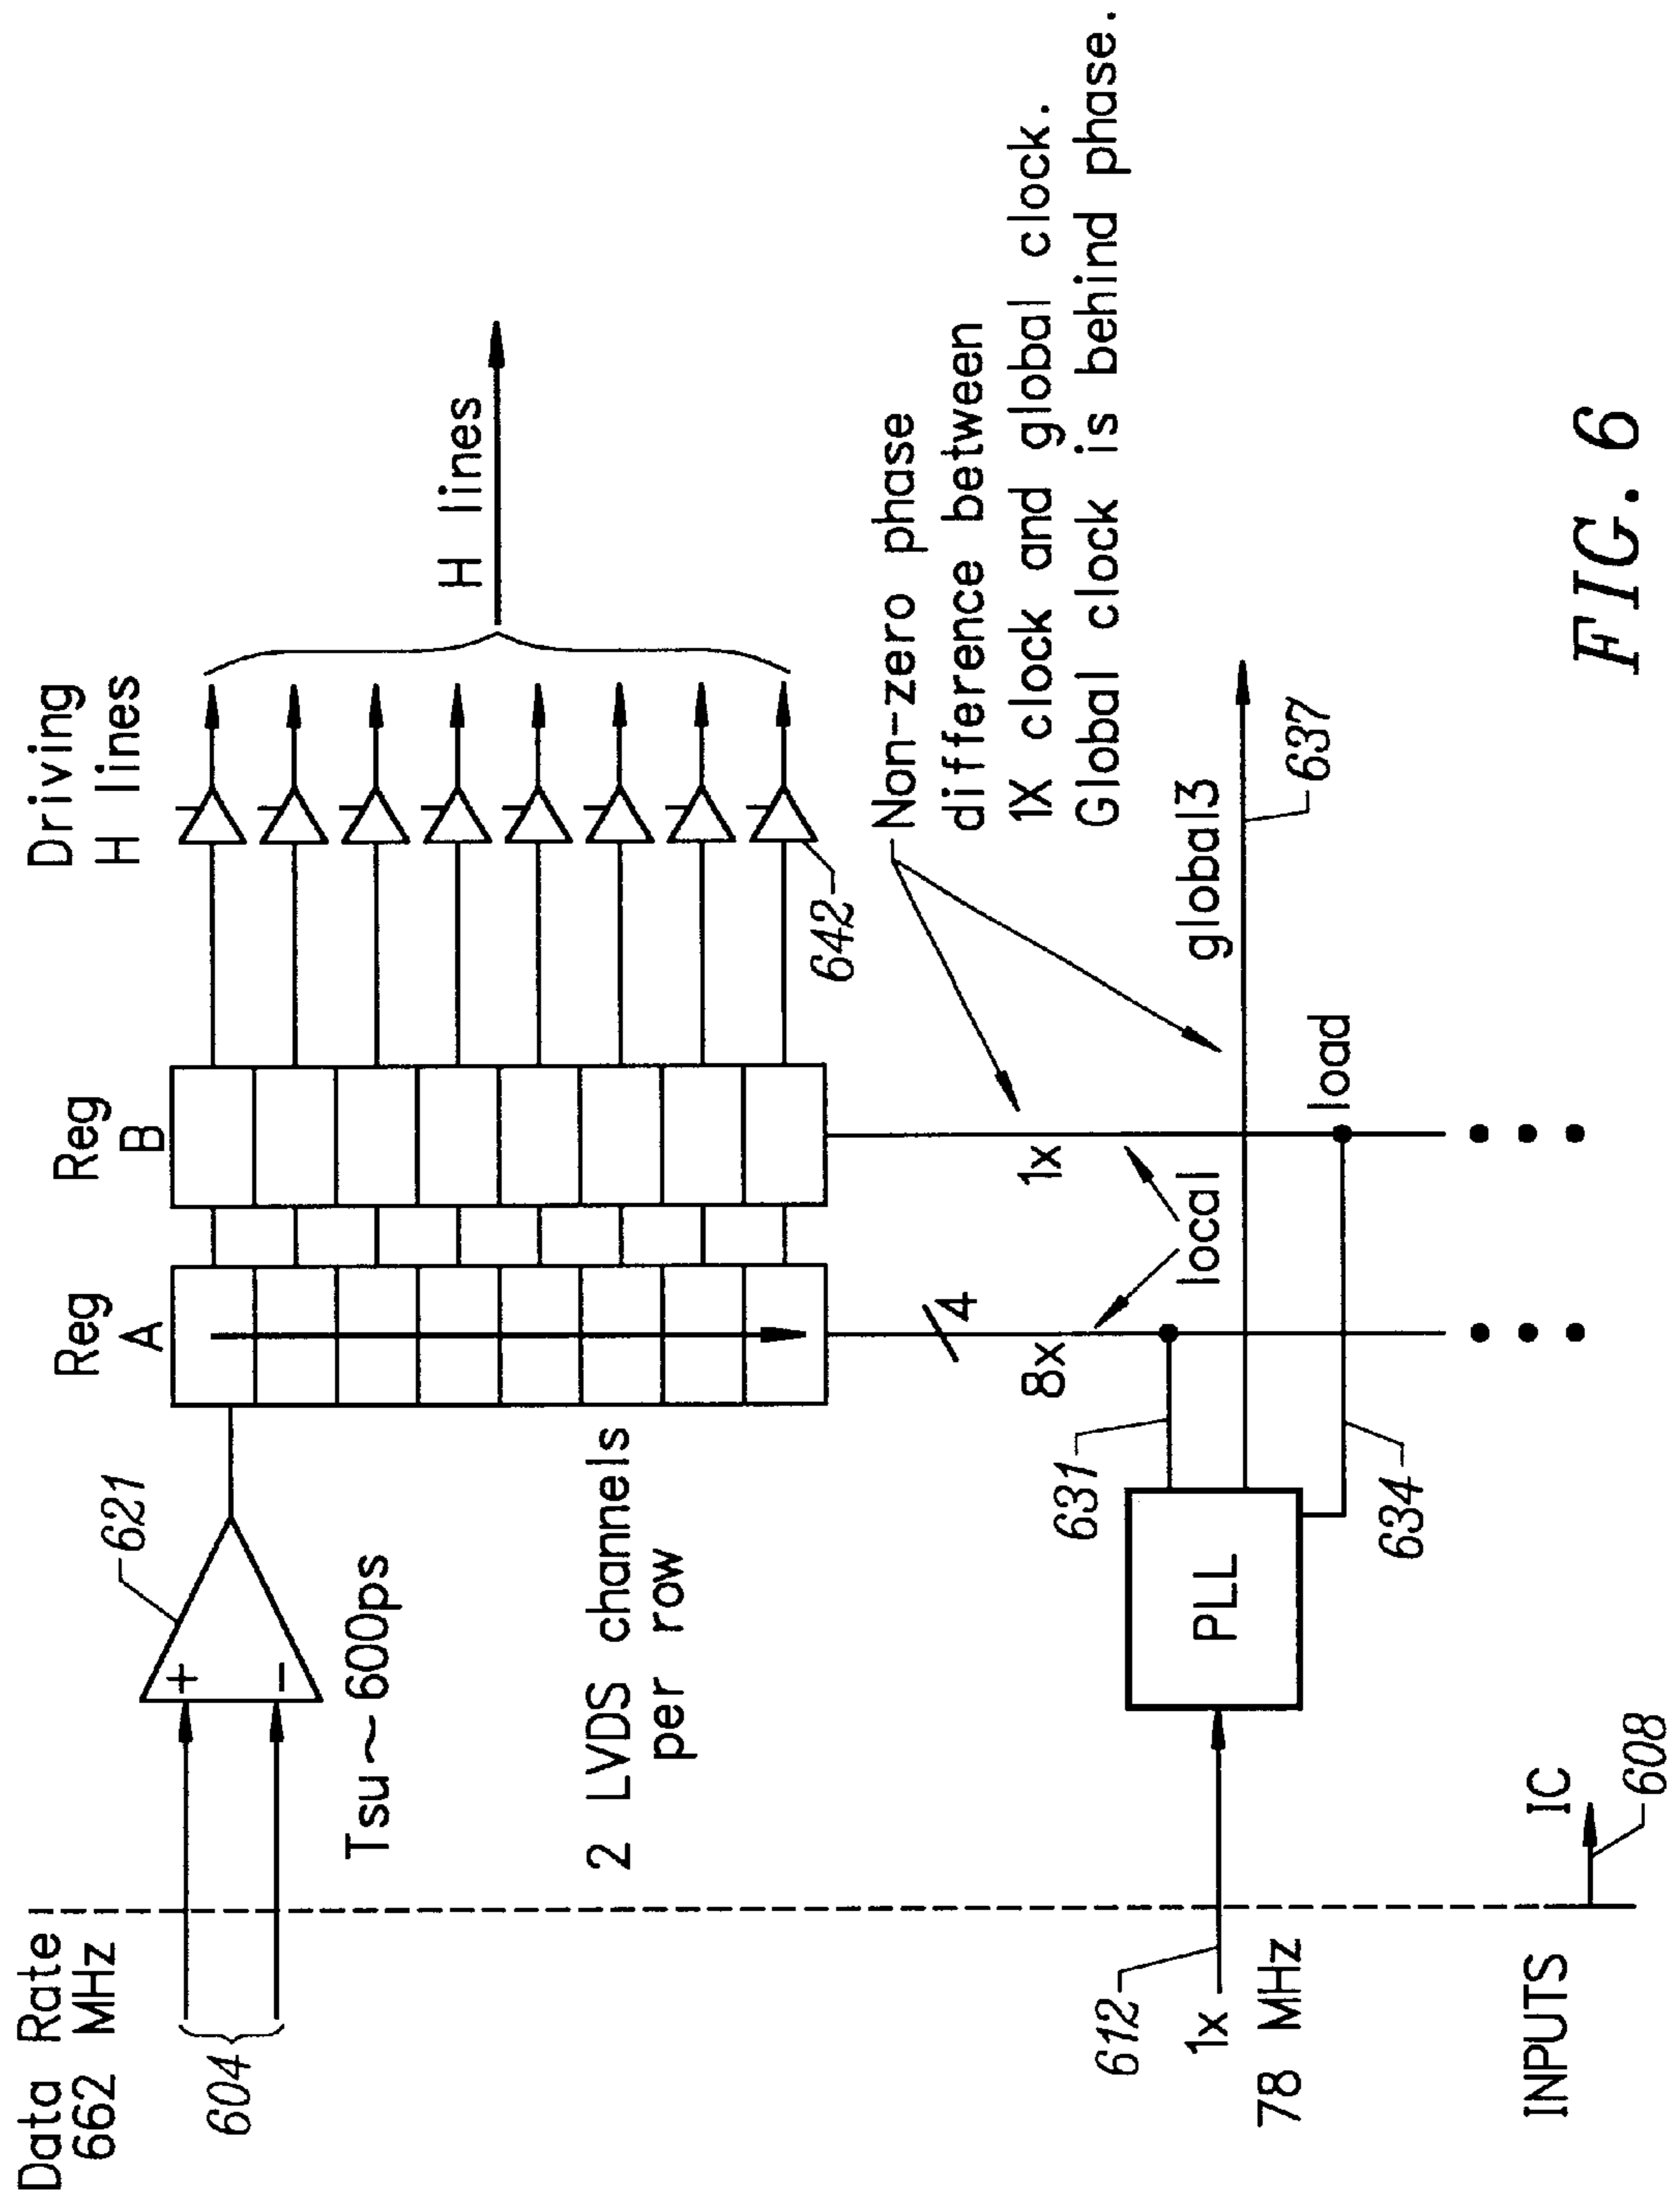 Data Rate
662 MHz
604
621
Tsu~600ps
2 LVDS channels
per row
Reg
A
Reg
B
Driving
H lines
H lines
642
Non-zero phase
difference between
1X clock and global clock.
Global clock is behind phase.
4
8x
1x
local
global3
637
load
631
634
PLL
612
1x
78 MHz
INPUTS
IC
608
+
−
FIG. 6